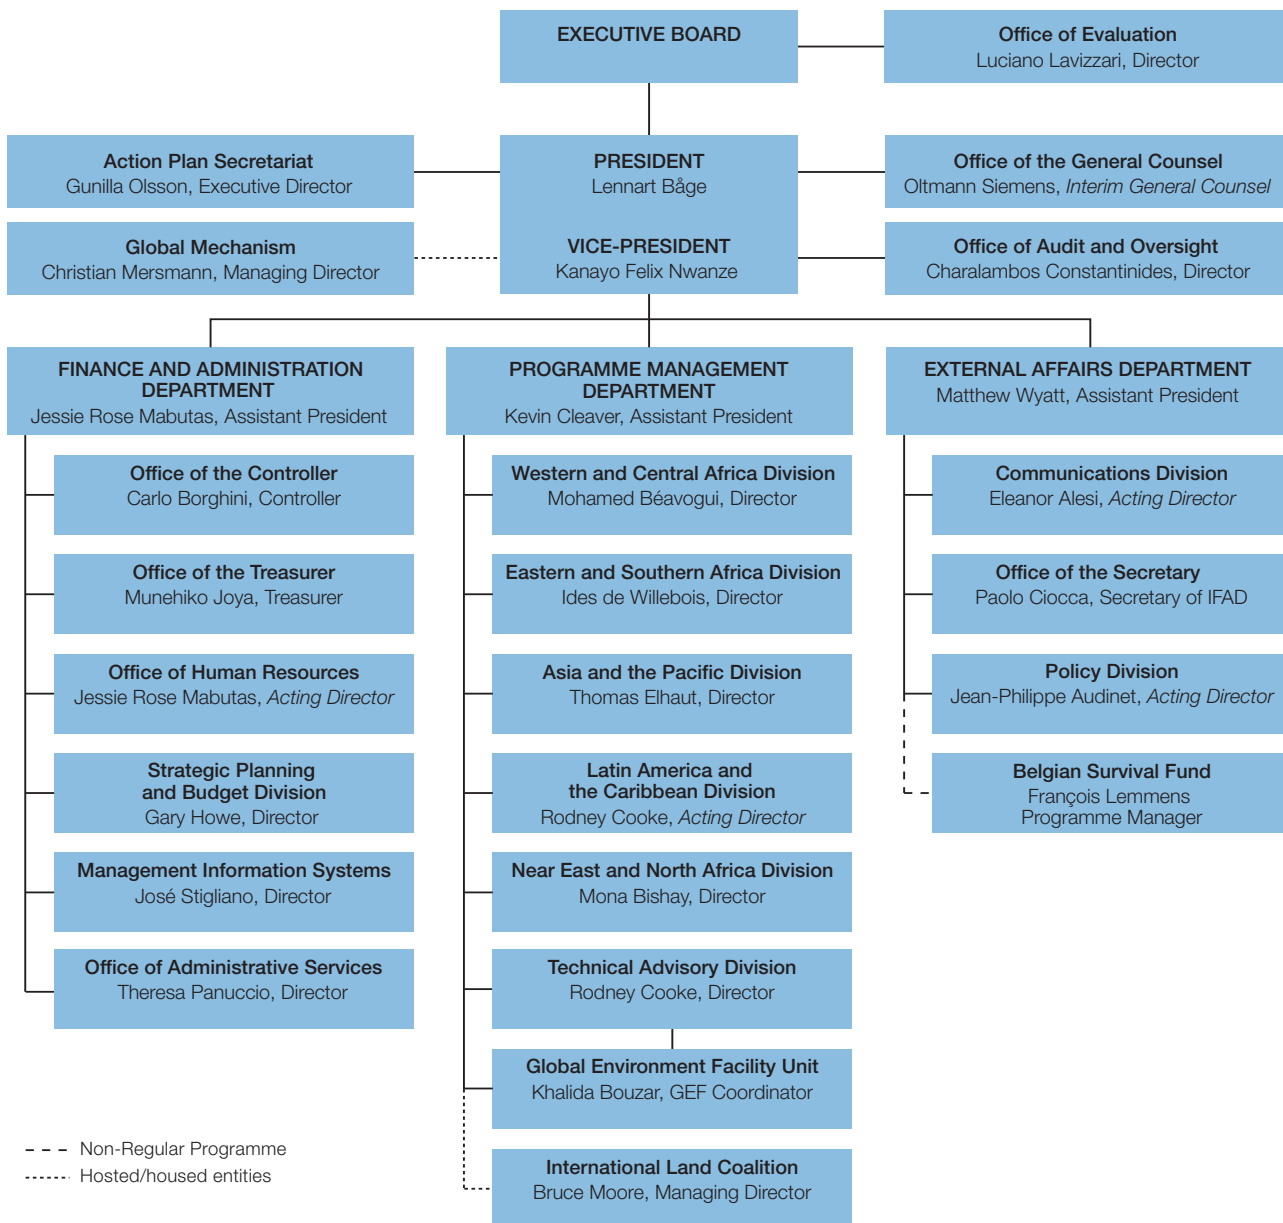 EXECUTIVE BOARD
Office of Evaluation
Luciano Lavizzari, Director
Action Plan Secretariat
Gunilla Olsson, Executive Director
PRESIDENT
Lennart Båge
Office of the General Counsel
Oltmann Siemens, Interim General Counsel
Global Mechanism
Christian Mersmann, Managing Director
VICE-PRESIDENT
Kanayo Felix Nwanze
Office of Audit and Oversight
Charalambos Constantinides, Director
FINANCE AND ADMINISTRATION
DEPARTMENT
Jessie Rose Mabutas, Assistant President
Office of the Controller
Carlo Borghini, Controller
Office of the Treasurer
Munehiko Joya, Treasurer
Office of Human Resources
Jessie Rose Mabutas, Acting Director
Strategic Planning
and Budget Division
Gary Howe, Director
Management Information Systems
José Stigliano, Director
Office of Administrative Services
Theresa Panuccio, Director
PROGRAMME MANAGEMENT
DEPARTMENT
Kevin Cleaver, Assistant President
Western and Central Africa Division
Mohamed Béavogui, Director
Eastern and Southern Africa Division
Ides de Willebois, Director
Asia and the Pacific Division
Thomas Elhaut, Director
Latin America and
the Caribbean Division
Rodney Cooke, Acting Director
Near East and North Africa Division
Mona Bishay, Director
Technical Advisory Division
Rodney Cooke, Director
Global Environment Facility Unit
Khalida Bouzar, GEF Coordinator
International Land Coalition
Bruce Moore, Managing Director
EXTERNAL AFFAIRS DEPARTMENT
Matthew Wyatt, Assistant President
Communications Division
Eleanor Alesi, Acting Director
Office of the Secretary
Paolo Ciocca, Secretary of IFAD
Policy Division
Jean-Philippe Audinet, Acting Director
Belgian Survival Fund
François Lemmens
Programme Manager
Non-Regular Programme
Hosted/housed entities